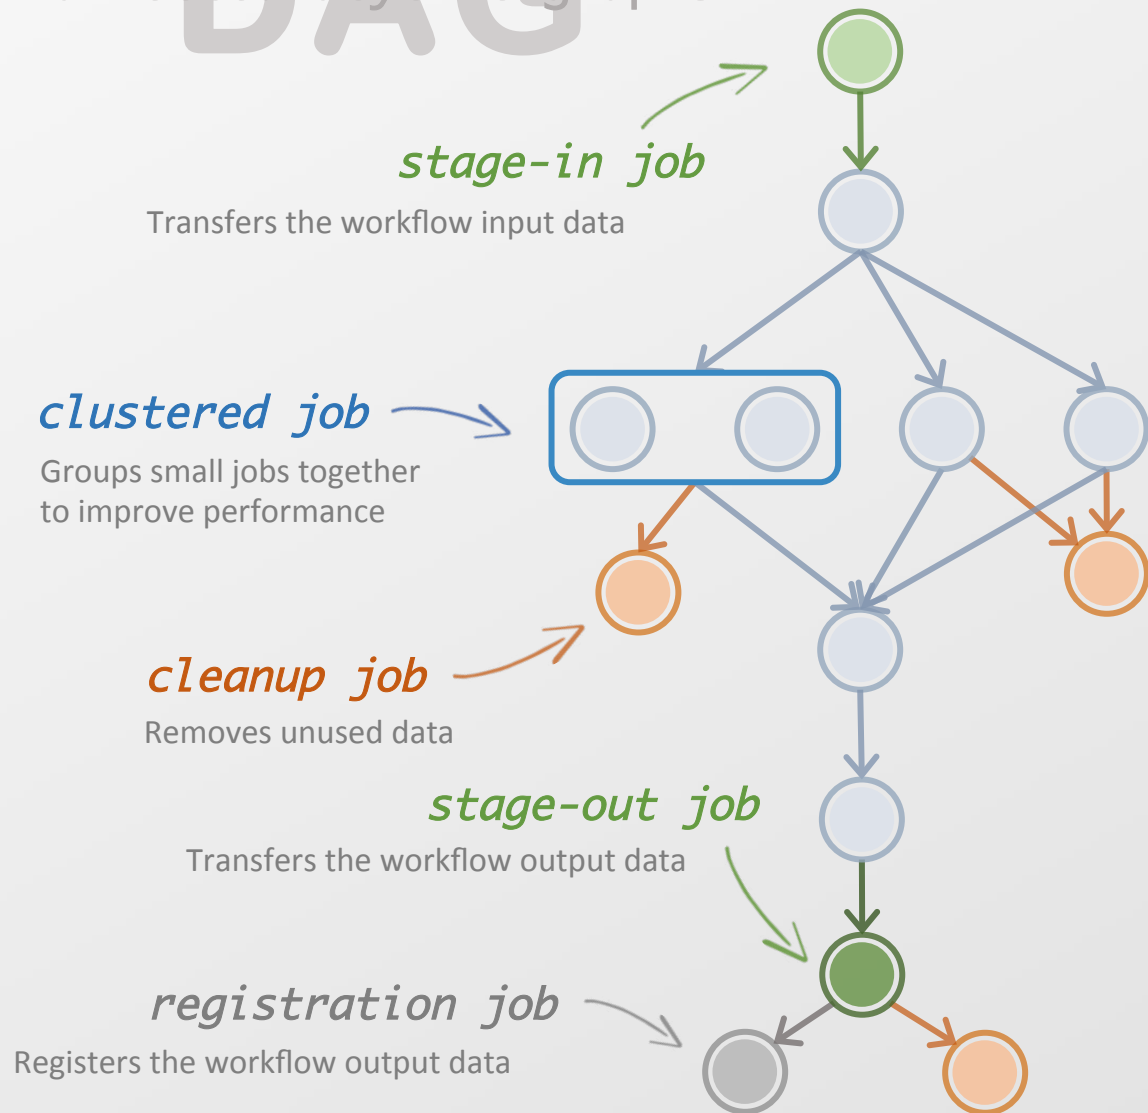 DAG
stage-in job
Transfers the workflow input data
clustered job
Groups small jobs together
to improve performance
cleanup job
Removes unused data
stage-out job
Transfers the workflow output data
registration job
Registers the workflow output data